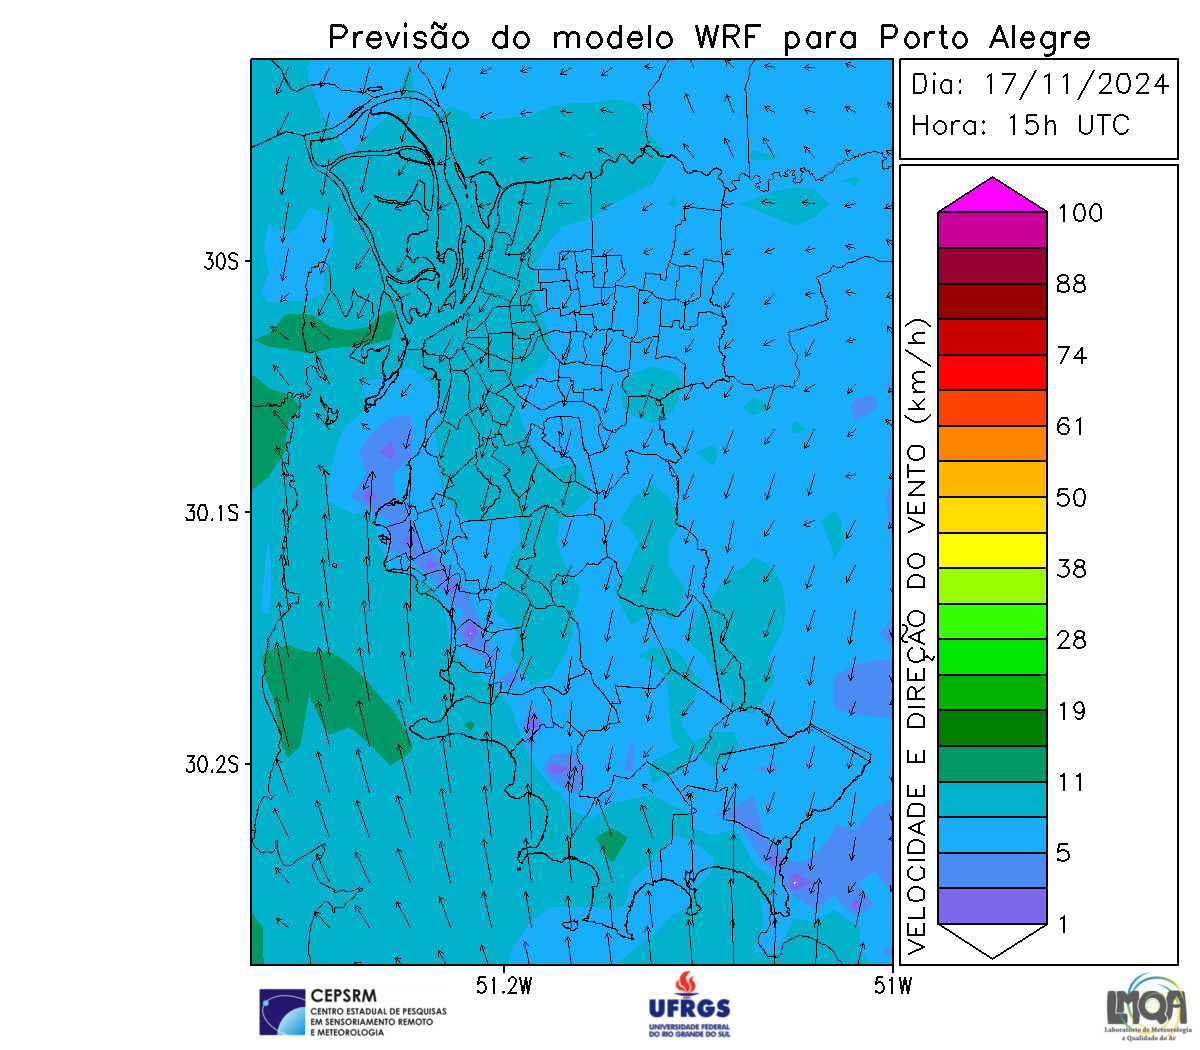 Previsão do modelo WRF para Porto Alegre
Dia: 17/11/2024
Hora: 15h UTC
30S
30.1S
30.2S
51.2W
51W
VELOCIDADE E DIREÇÃO DO VENTO (km/h)
100
88
74
61
50
38
28
19
11
5
1
CEPSRM
CENTRO ESTADUAL DE PESQUISAS
EM SENSORIAMENTO REMOTO
E METEOROLOGIA
UFRGS
UNIVERSIDADE FEDERAL
DO RIO GRANDE DO SUL
LMQA
Laboratório de Meteorologia
e Qualidade do Ar